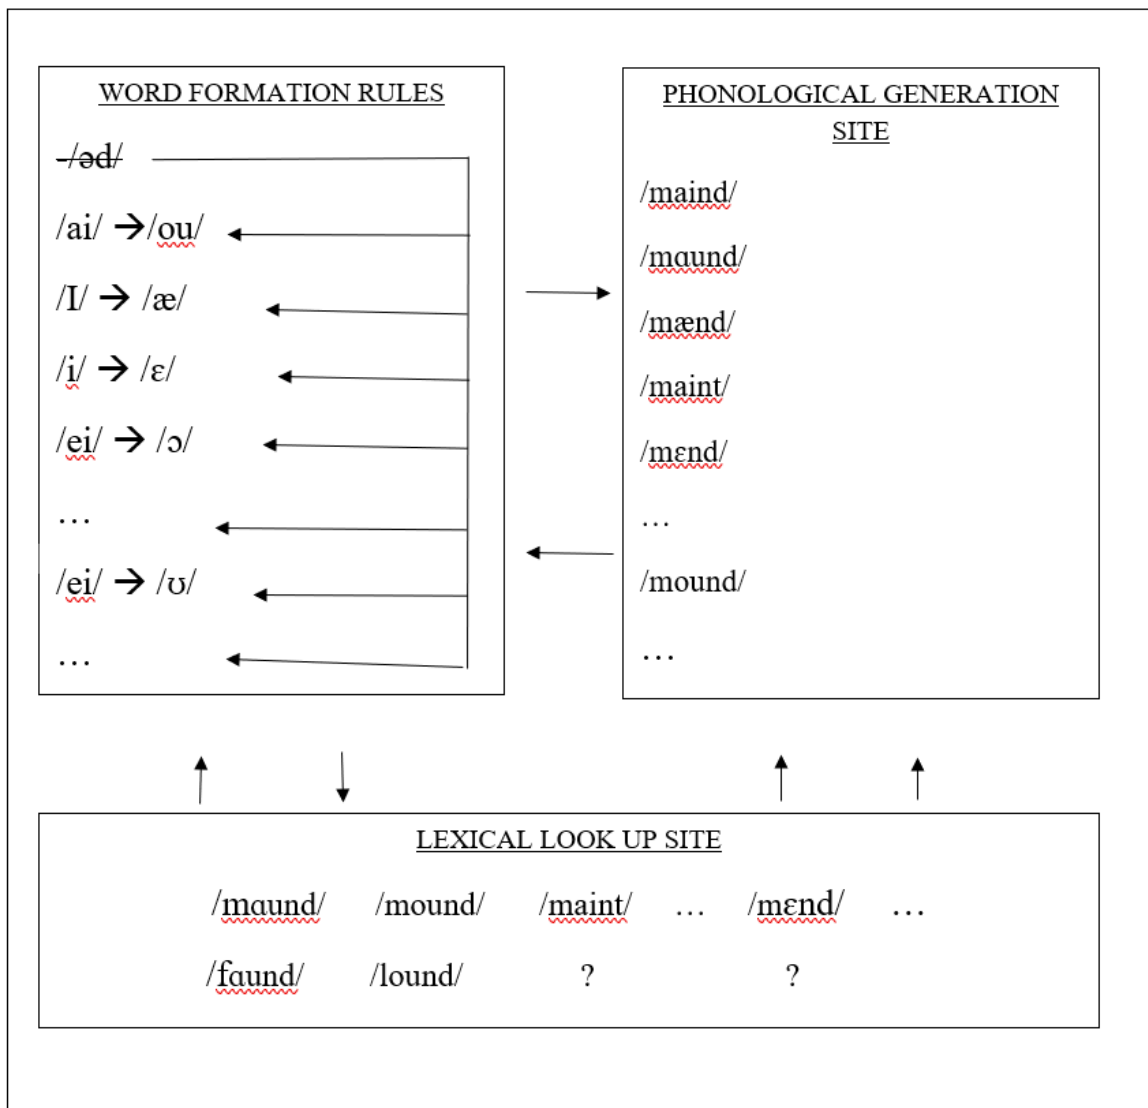 WORD FORMATION RULES
-/əd/
/ai/ → /ou/
/I/ → /æ/
/i/ → /ɛ/
/ei/ → /ɔ/
…
/ei/ → /ʊ/
…
PHONOLOGICAL GENERATION
SITE
/maind/
/mɑund/
/mænd/
/maint/
/mɛnd/
…
/mound/
…
LEXICAL LOOK UP SITE
/mɑund/ /mound/ /maint/ … /mɛnd/ …
/fɑund/ /lound/ ? ?